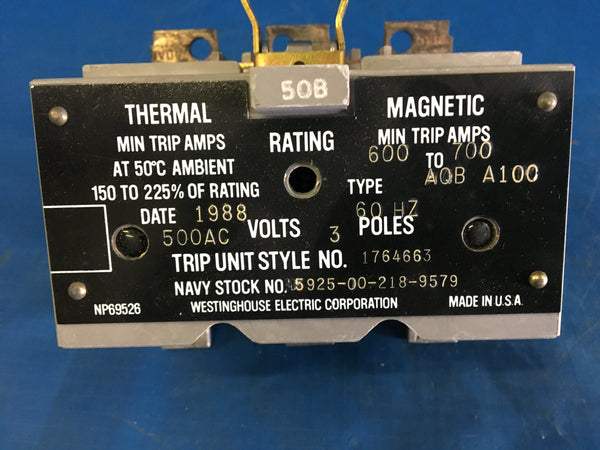 50B
THERMAL
MIN TRIP AMPS
AT 50°C AMBIENT
150 TO 225% OF RATING
RATING
MAGNETIC
MIN TRIP AMPS
600 TO 700
TYPE AQB A100
DATE 1988
60 HZ
500AC VOLTS 3 POLES
TRIP UNIT STYLE NO. 1764663
NAVY STOCK NO. 5925-00-218-9579
NP69526 WESTINGHOUSE ELECTRIC CORPORATION MADE IN U.S.A.